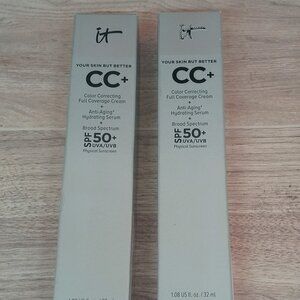 it
YOUR SKIN BUT BETTER
CC+
Color Correcting
Full Coverage Cream
+
Anti-Aging
Hydrating Serum
+
Broad Spectrum
SPF 50+
UVA/UVB
Physical Sunscreen
it
YOUR SKIN BUT BETTER
CC+
Color Correcting
Full Coverage Cream
+
Anti-Aging
Hydrating Serum
+
Broad Spectrum
SPF 50+
UVA/UVB
Physical Sunscreen
1.08 US fl. oz. / 32 mL